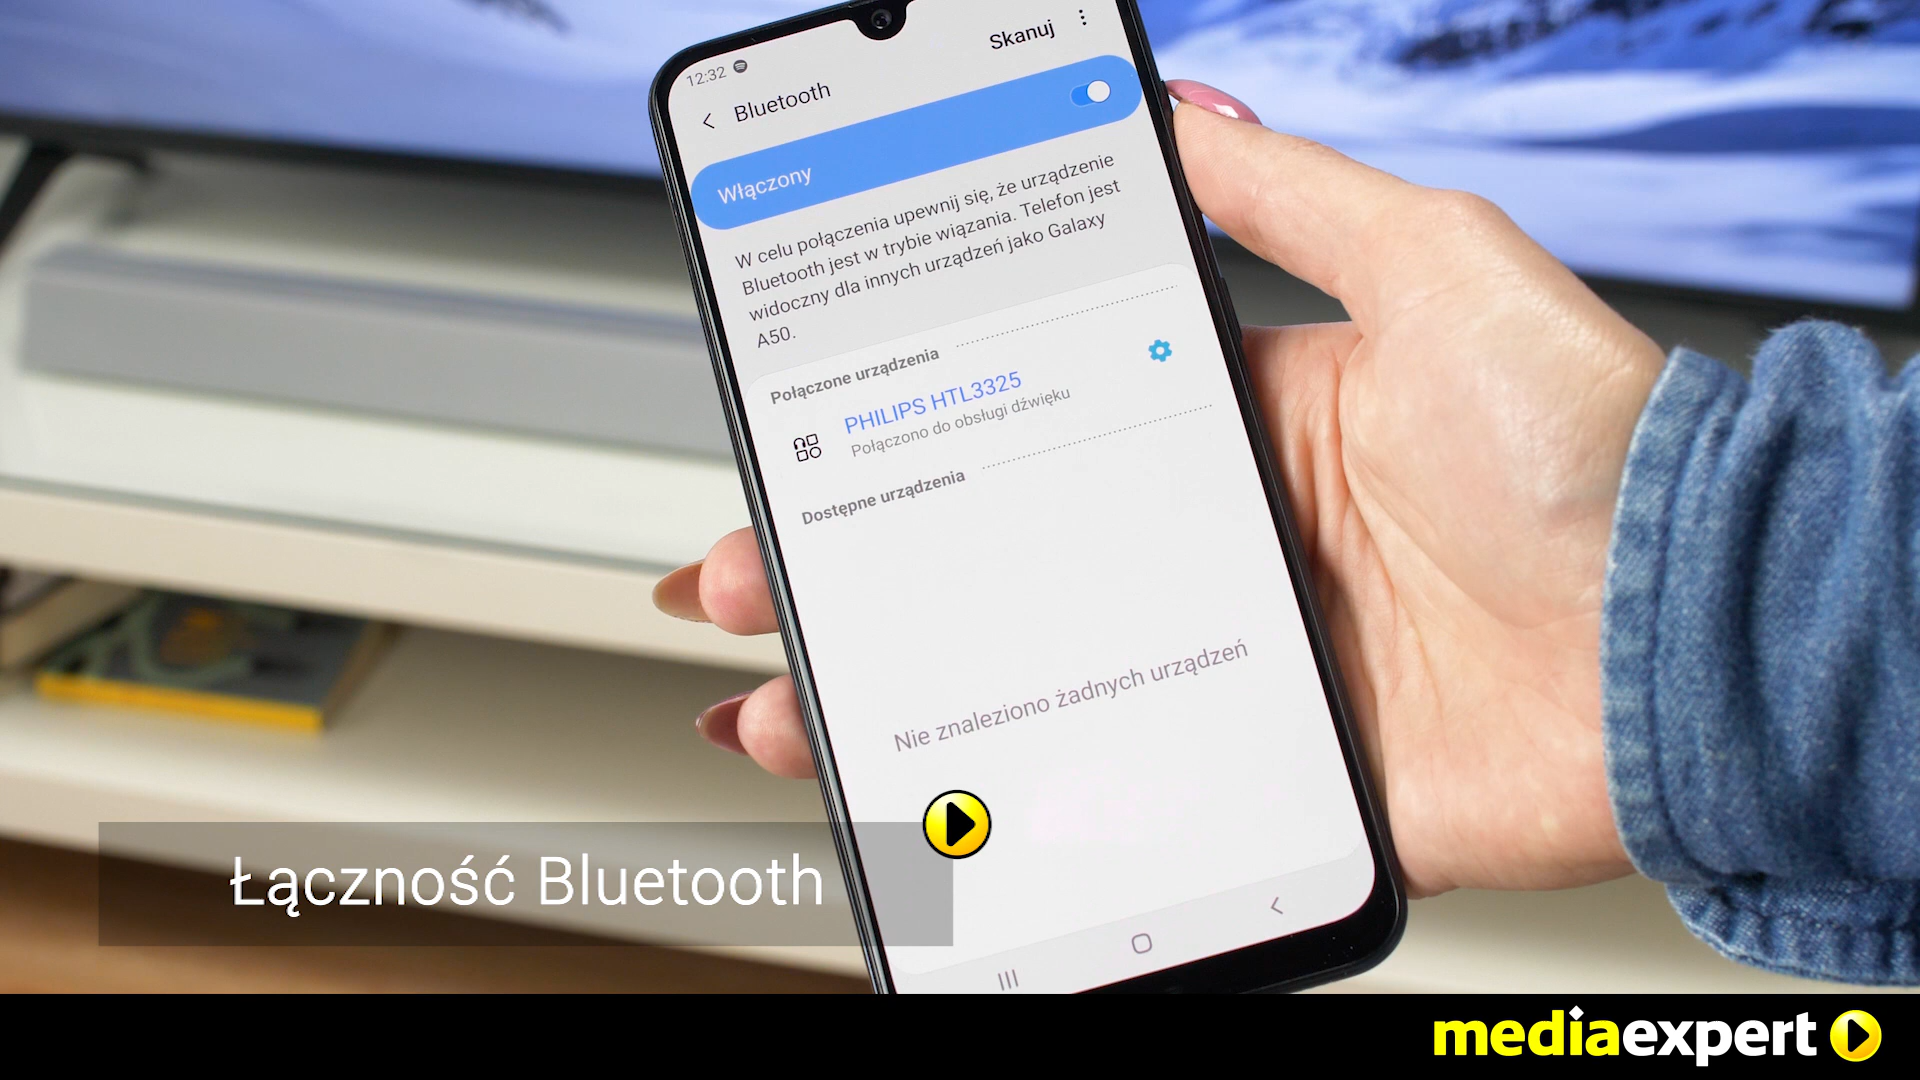 12:32
Skanuj
Bluetooth
Włączony
W celu połączenia upewnij się, że urządzenie
Bluetooth jest w trybie wiązania. Telefon jest
widoczny dla innych urządzeń jako Galaxy
A50.
Połączone urządzenia
PHILIPS HTL3325
Połączono do obsługi dźwięku
Dostępne urządzenia
Nie znaleziono żadnych urządzeń
Łączność Bluetooth
mediaexpert